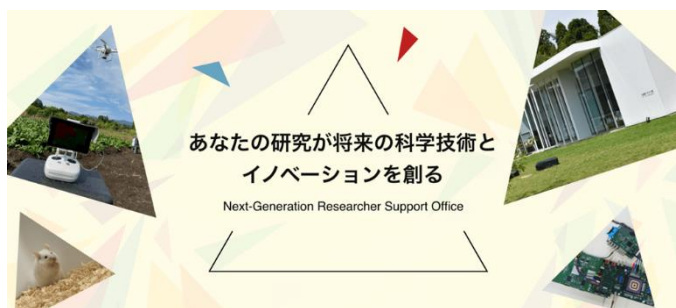 あなたの研究が将来の科学技術と
イノベーションを創る
Next-Generation Researcher Support Office